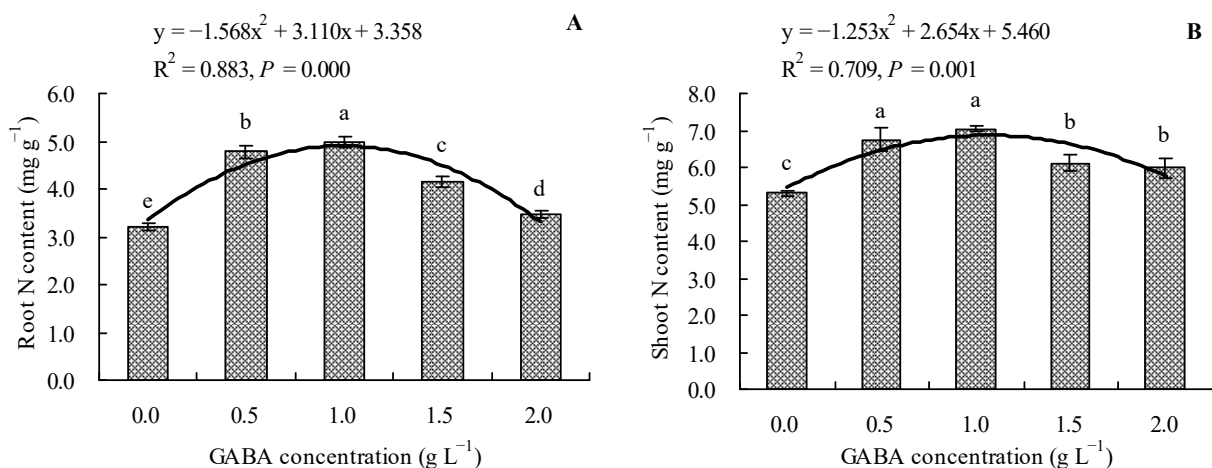 y = −1.568x² + 3.110x + 3.358
R² = 0.883, P = 0.000
A
Root N content (mg g⁻¹)
6.0
5.0
4.0
3.0
2.0
1.0
0.0
e
b
a
c
d
0.0 0.5 1.0 1.5 2.0
GABA concentration (g L⁻¹)
y = −1.253x² + 2.654x + 5.460
R² = 0.709, P = 0.001
B
Shoot N content (mg g⁻¹)
8.0
7.0
6.0
5.0
4.0
3.0
2.0
1.0
0.0
c
a
a
b
b
0.0 0.5 1.0 1.5 2.0
GABA concentration (g L⁻¹)